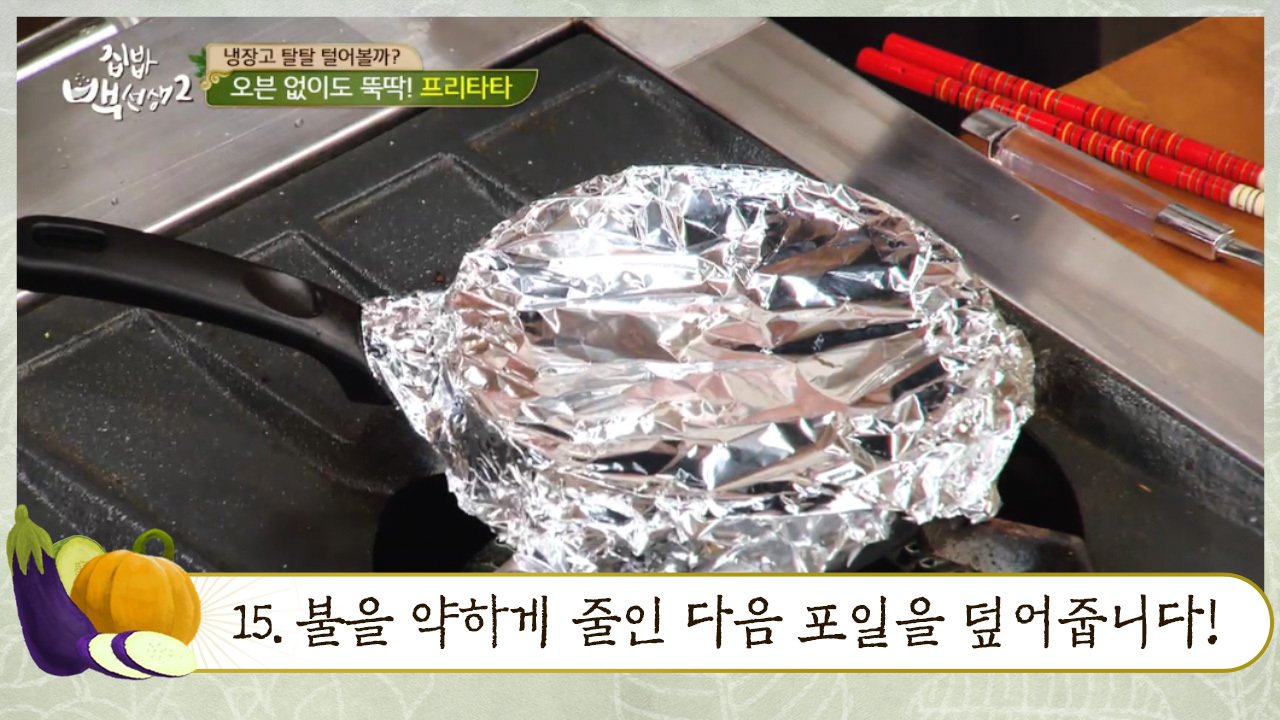 집밥
백선생2
냉장고 탈탈 털어볼까?
오븐 없이도 뚝딱! 프리타타
15. 불을 약하게 줄인 다음 포일을 덮어줍니다!